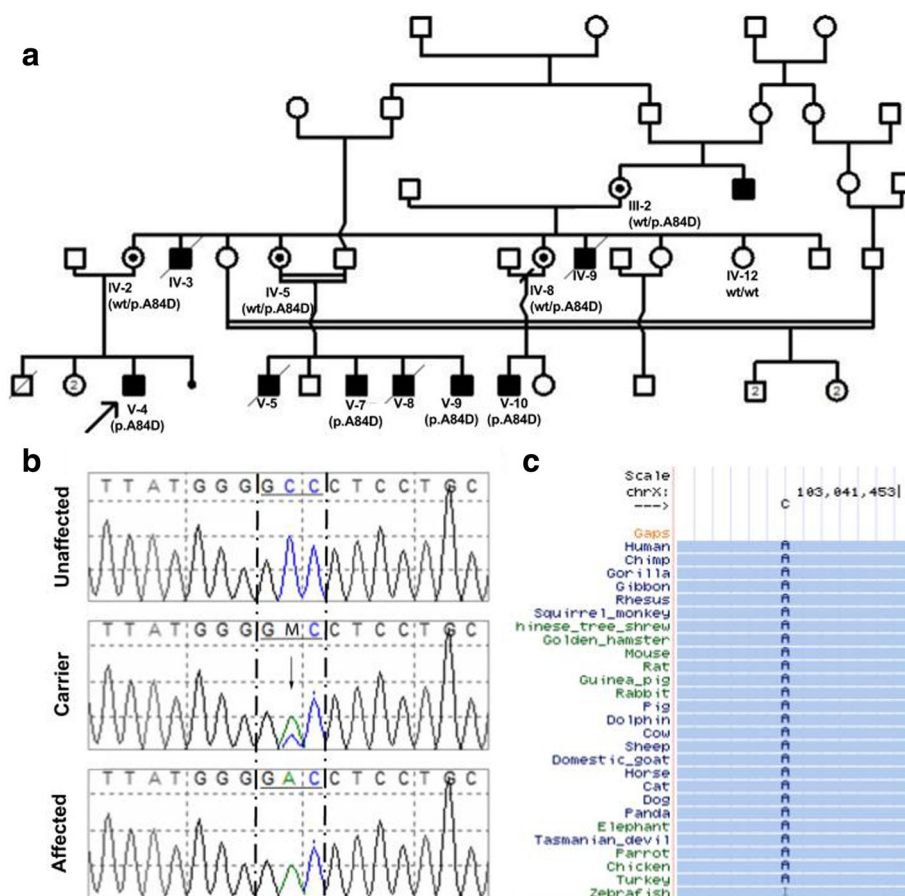 a
III-2
(wt/p.A84D)
IV-2
(wt/p.A84D)
IV-3
IV-5
(wt/p.A84D)
IV-8
(wt/p.A84D)
IV-9
IV-12
wt/wt
2
V-4
(p.A84D)
V-5
V-7
(p.A84D)
V-8
V-9
(p.A84D)
V-10
(p.A84D)
2
2
b
Unaffected
T T A T G G G G C C C T C C T G C
Carrier
T T A T G G G G M C C T C C T G C
Affected
T T A T G G G G A C C T C C T G C
c
Scale
chrX: 103,041,453|
---> C
Gaps
Human A
Chimp A
Gorilla A
Gibbon A
Rhesus A
Squirrel_monkey A
hinese_tree_shrew A
Golden_hamster A
Mouse A
Rat A
Guinea_pig A
Rabbit A
Pig A
Dolphin A
Cow A
Sheep A
Domestic_goat A
Horse A
Cat A
Dog A
Panda A
Elephant A
Tasmanian_devil A
Parrot A
Chicken A
Turkey A
Zebrafish